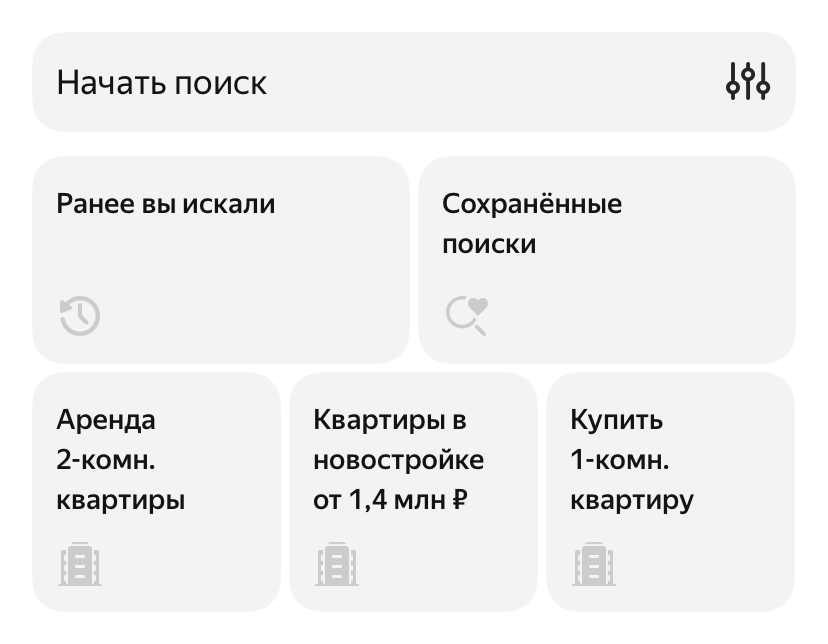 Начать поиск
Ранее вы искали
Сохранённые
поиски
Аренда
2-комн.
квартиры
Квартиры в
новостройке
от 1,4 млн ₽
Купить
1-комн.
квартиру